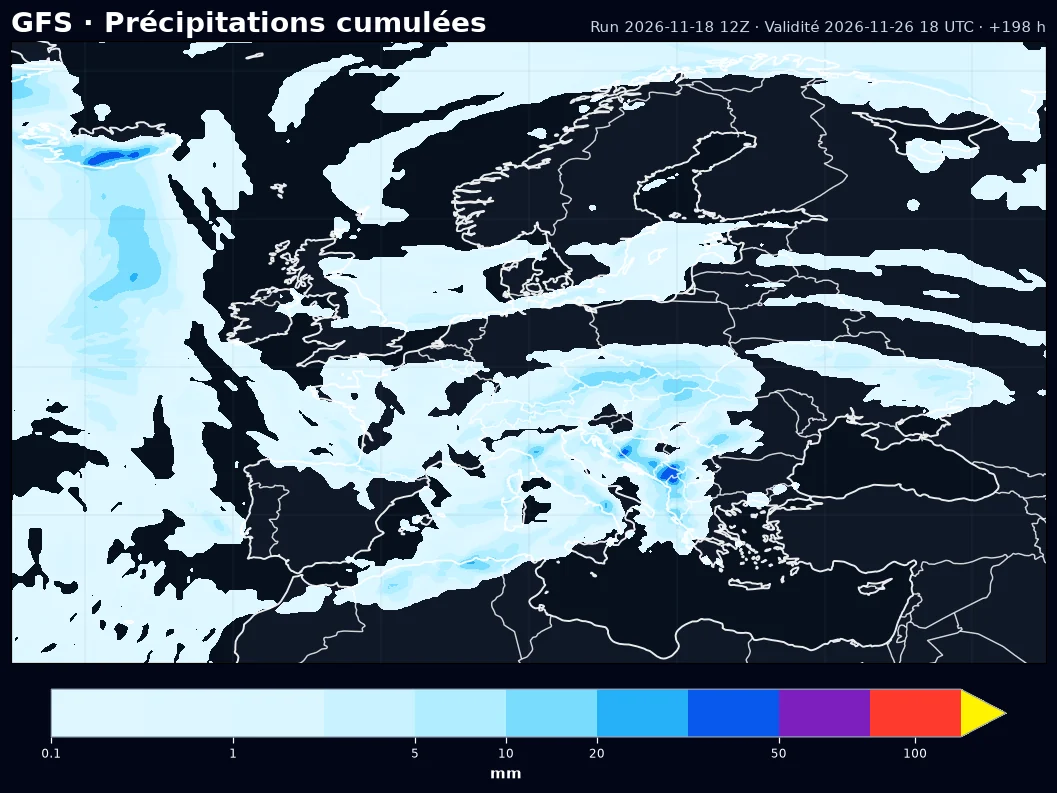 GFS · Précipitations cumulées
Run 2026-11-18 12Z · Validité 2026-11-26 18 UTC · +198 h
0.1 1 5 10 20 50 100
mm